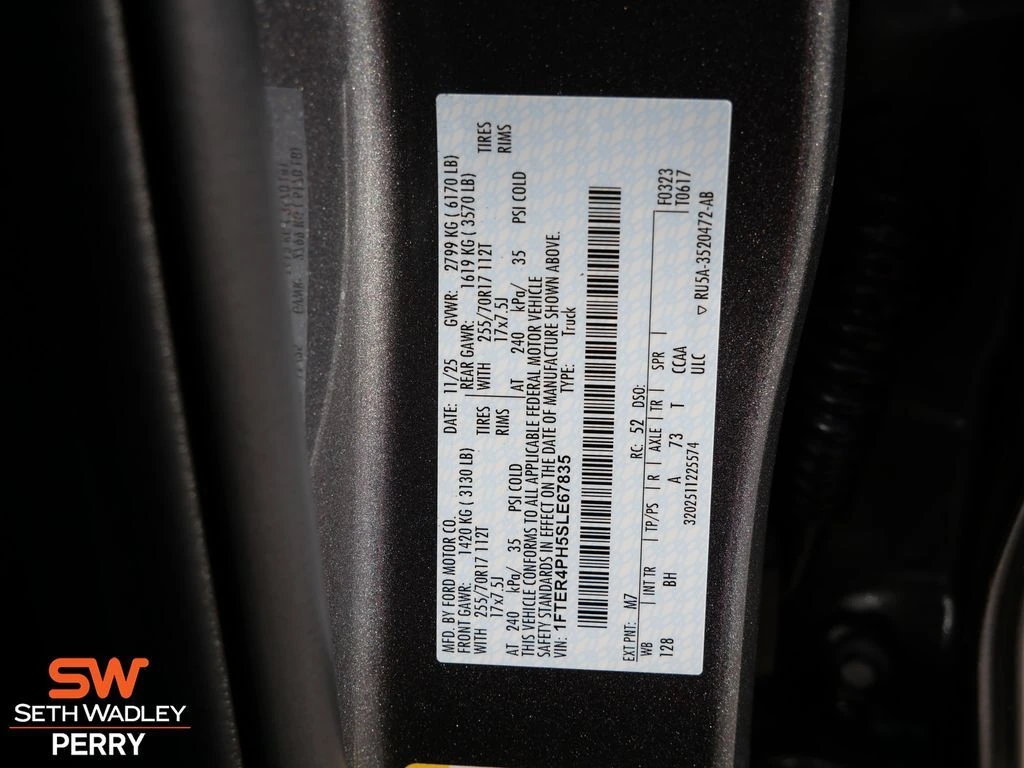 MFD. BY FORD MOTOR CO. DATE: 11/25 GVWR: 2799 KG ( 6170 LB)
FRONT GAWR: 1420 KG ( 3130 LB) REAR GAWR: 1619 KG ( 3570 LB)
WITH 255/70R17 112T TIRES WITH 255/70R17 112T TIRES
17x7.5J RIMS 17x7.5J RIMS
AT 240 kPa/ 35 PSI COLD AT 240 kPa/ 35 PSI COLD
THIS VEHICLE CONFORMS TO ALL APPLICABLE FEDERAL MOTOR VEHICLE
SAFETY STANDARDS IN EFFECT ON THE DATE OF MANUFACTURE SHOWN ABOVE.
VIN: 1FTER4PH5SLE67835 TYPE: Truck
EXT PNT: M7 RC: 52 DSO: F0323
WB INT TR TP/PS R AXLE TR SPR T0617
128 BH A 73 T CCAA
3202511225574 ULC
▽ RU5A-3520472-AB
SW
SETH WADLEY
PERRY